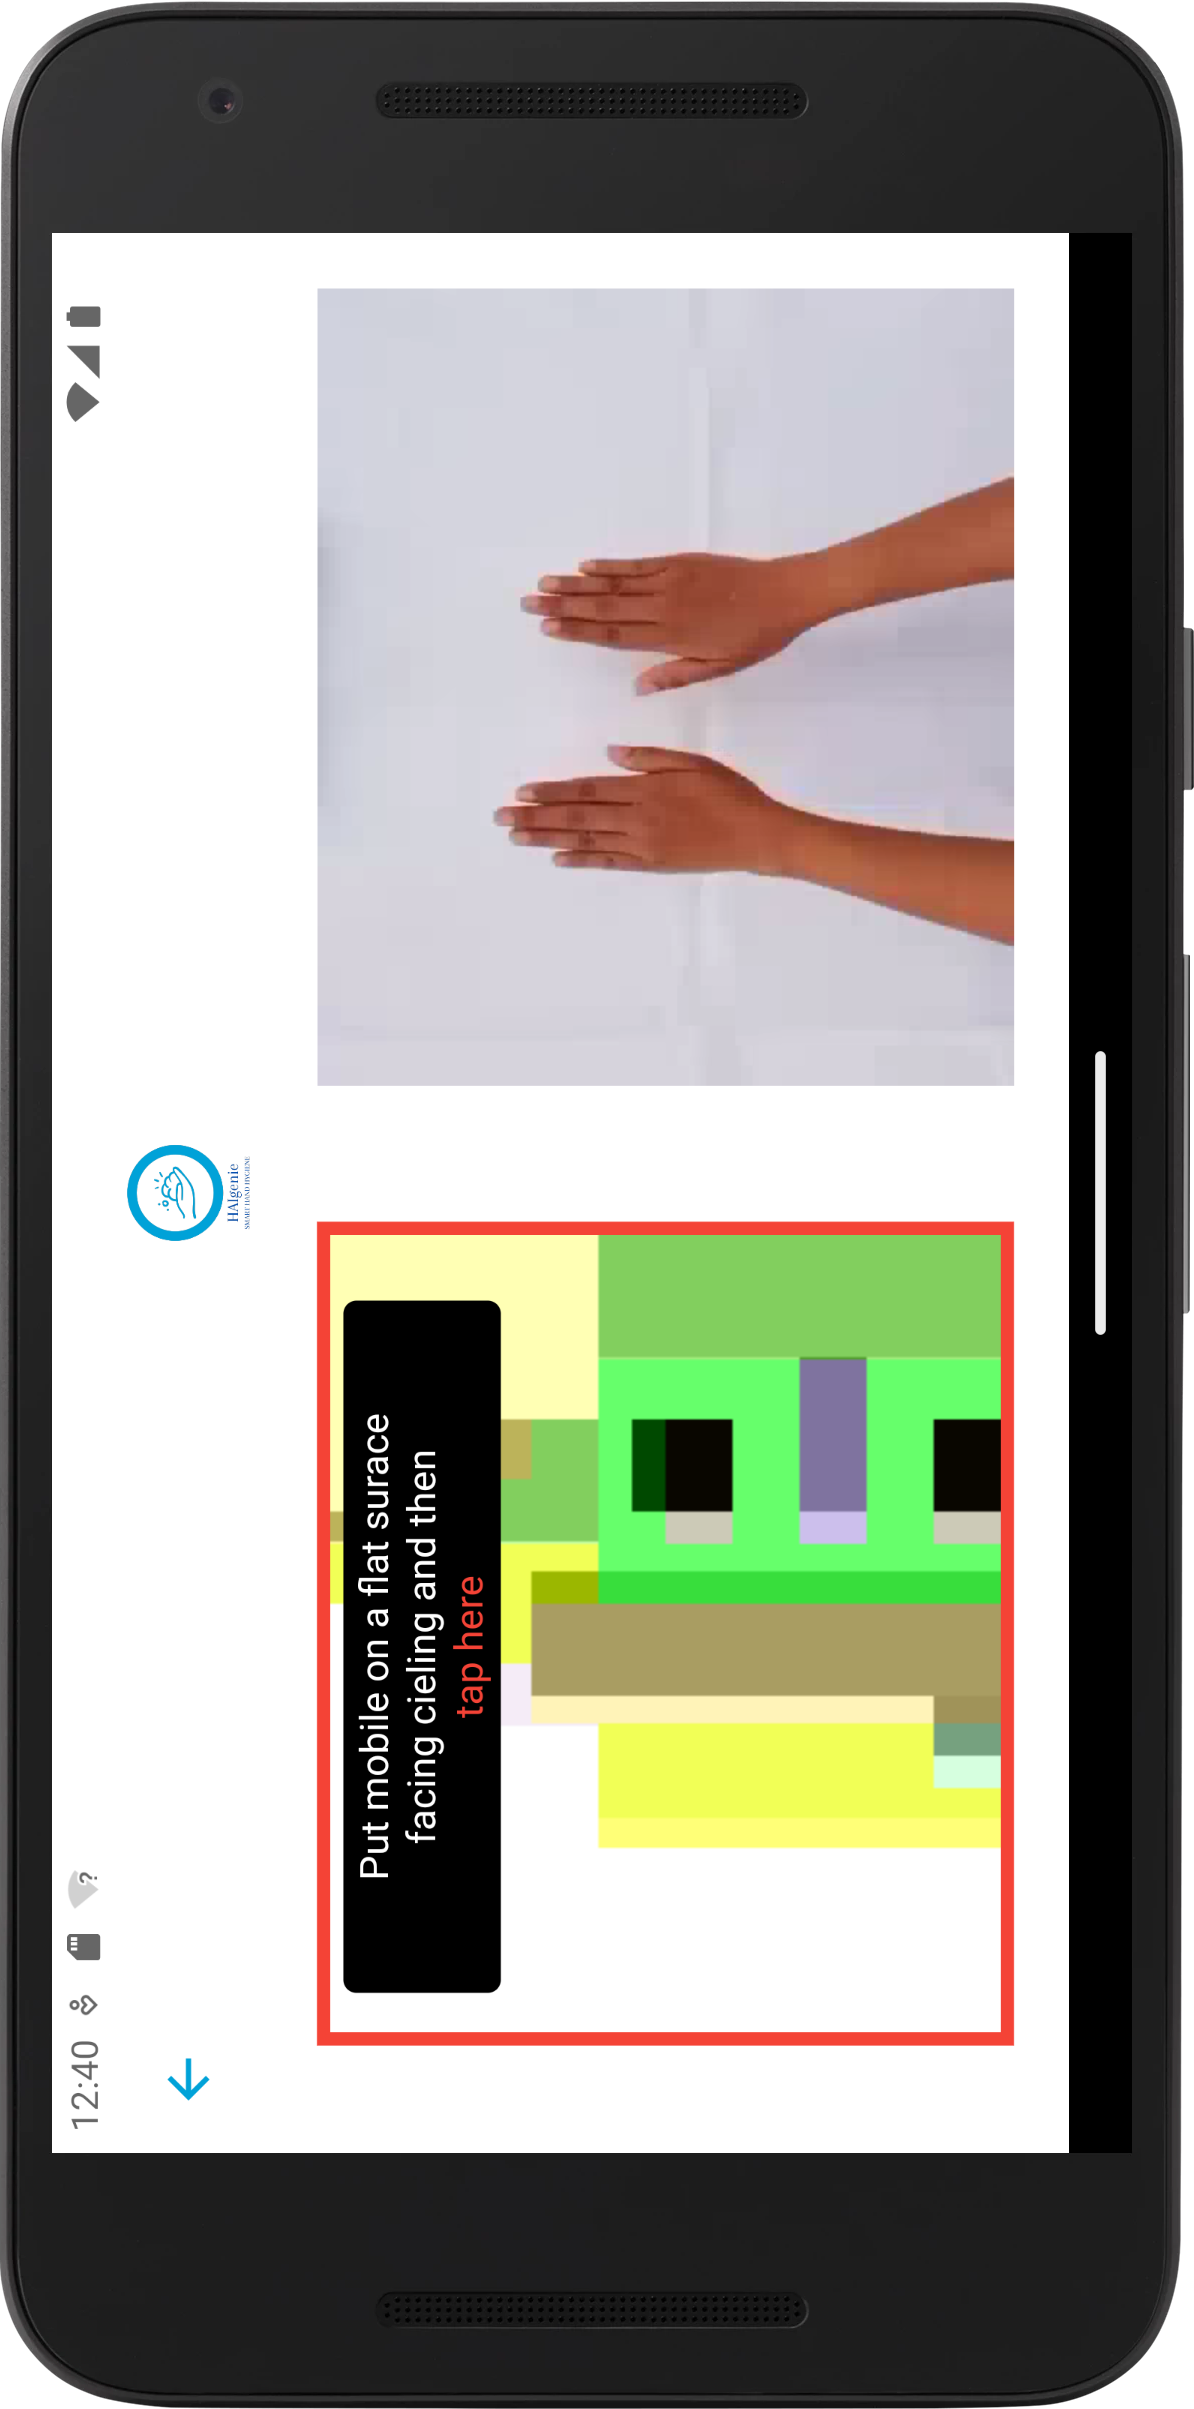 12:40
?
HAIgenie
SMART HAND HYGIENE
Put mobile on a flat surace
facing cieling and then
tap here